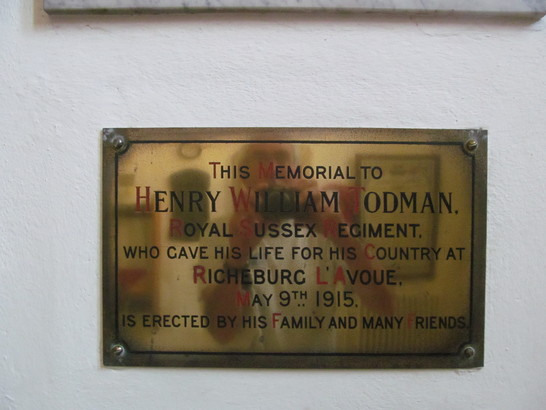 THIS MEMORIAL TO
HENRY WILLIAM TODMAN.
ROYAL SUSSEX REGIMENT.
WHO GAVE HIS LIFE FOR HIS COUNTRY AT
RICHEBURG L'AVOUE,
MAY 9TH 1915.
IS ERECTED BY HIS FAMILY AND MANY FRIENDS.